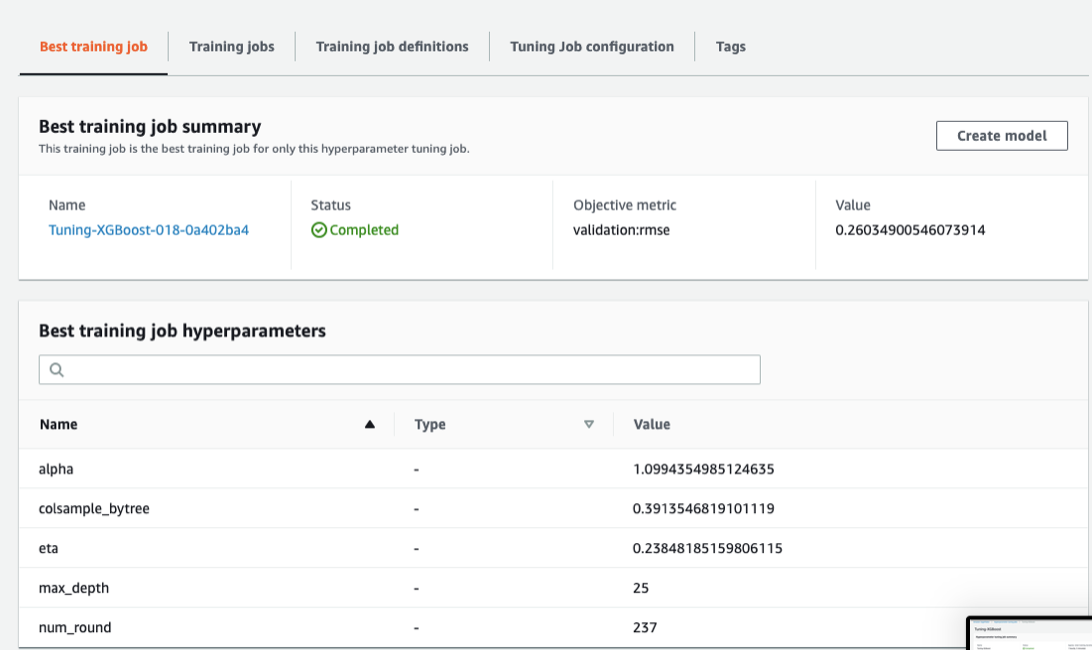 Best training job
Training jobs
Training job definitions
Tuning Job configuration
Tags
Best training job summary
This training job is the best training job for only this hyperparameter tuning job.
Create model
Name
Status
Objective metric
Value
Tuning-XGBoost-018-0a402ba4
Completed
validation:rmse
0.26034900546073914
Best training job hyperparameters
Name
Type
Value
alpha - 1.0994354985124635
colsample_bytree - 0.3913546819101119
eta - 0.23848185159806115
max_depth - 25
num_round - 237